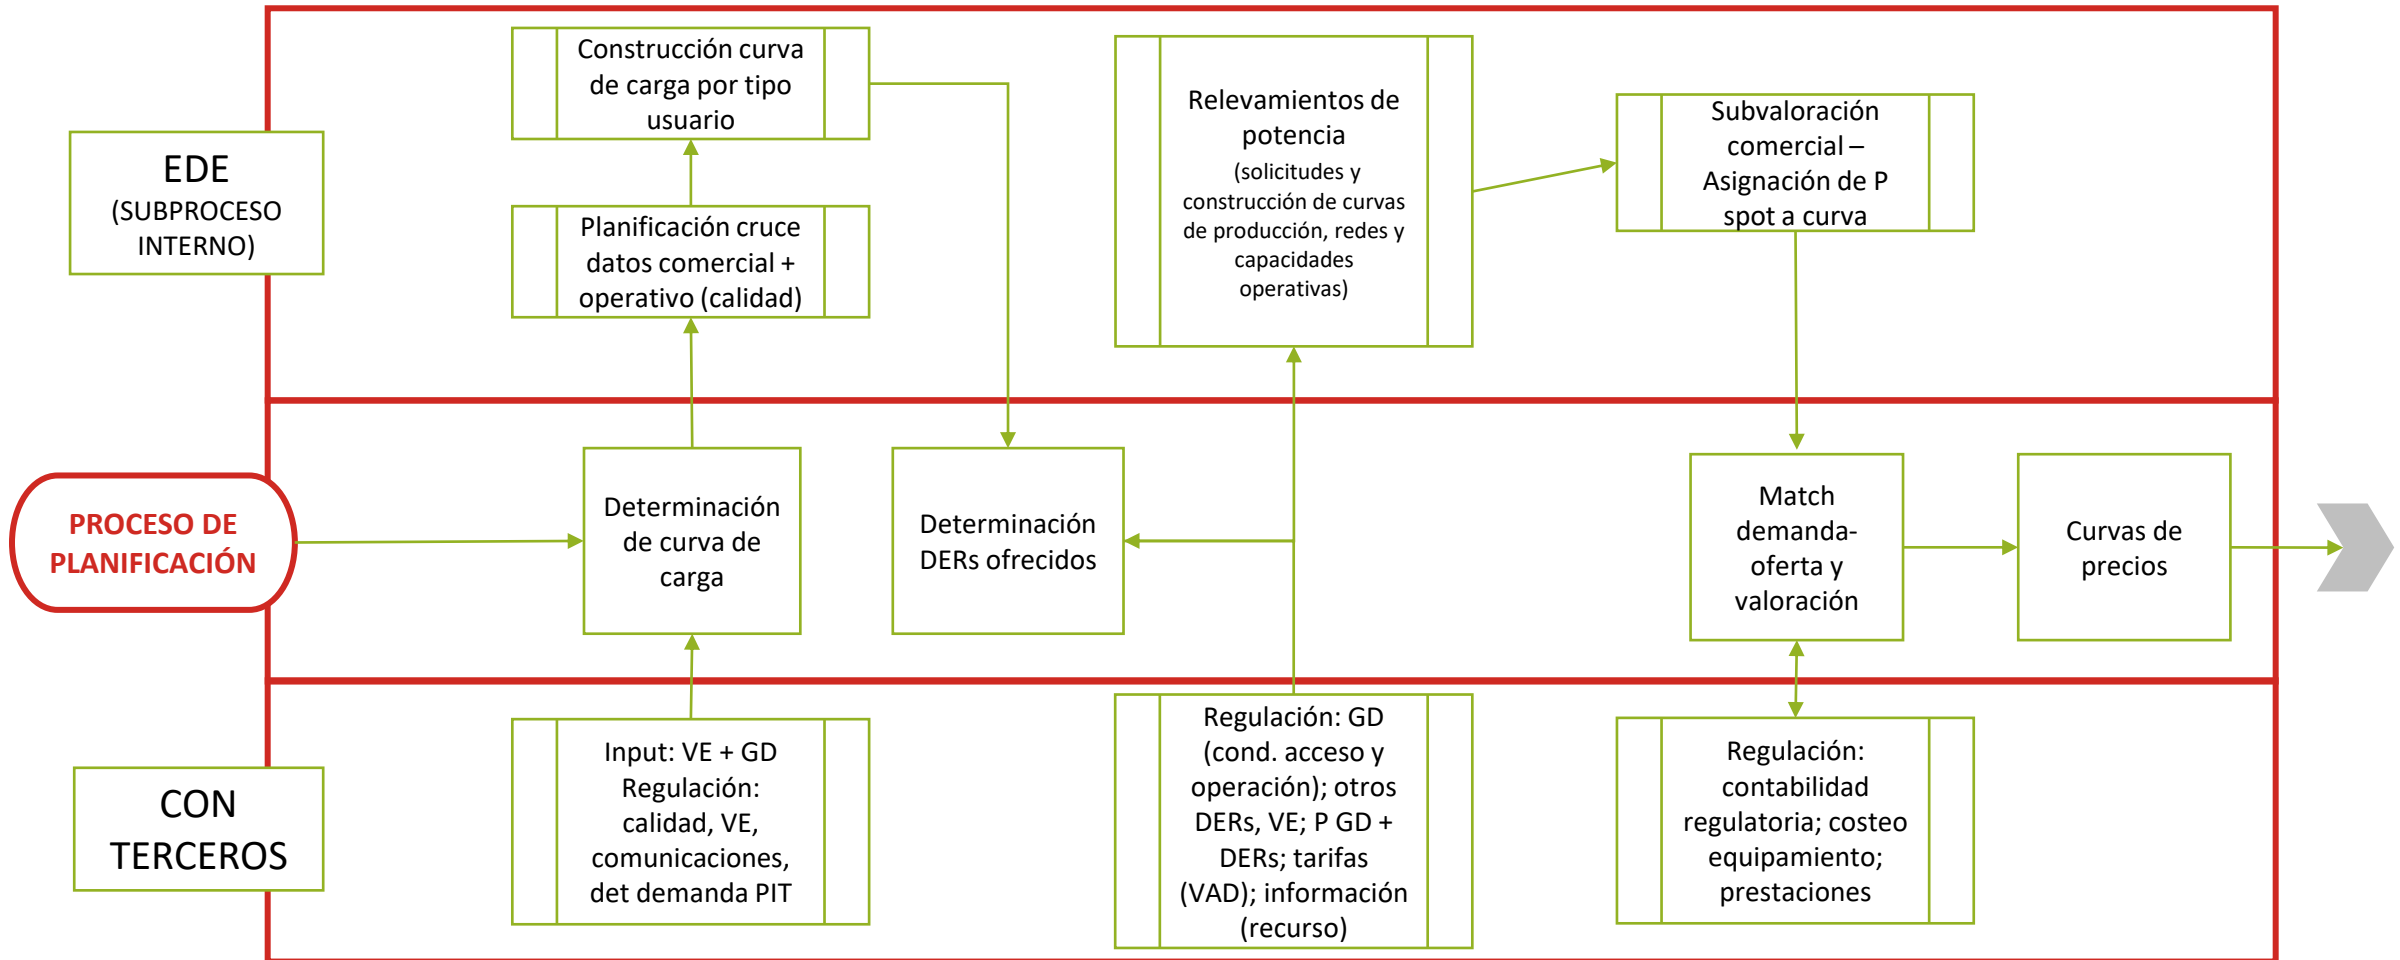 Construcción curva
de carga por tipo
usuario
Relevamientos de
potencia
(solicitudes y
construcción de curvas
de producción, redes y
capacidades
operativas)
Subvaloración
comercial –
Asignación de P
spot a curva
EDE
(SUBPROCESO
INTERNO)
Planificación cruce
datos comercial +
operativo (calidad)
PROCESO DE
PLANIFICACIÓN
Determinación
de curva de
carga
Determinación
DERs ofrecidos
Match
demanda-
oferta y
valoración
Curvas de
precios
CON
TERCEROS
Input: VE + GD
Regulación:
calidad, VE,
comunicaciones,
det demanda PIT
Regulación: GD
(cond. acceso y
operación); otros
DERs, VE; P GD +
DERs; tarifas
(VAD); información
(recurso)
Regulación:
contabilidad
regulatoria; costeo
equipamiento;
prestaciones